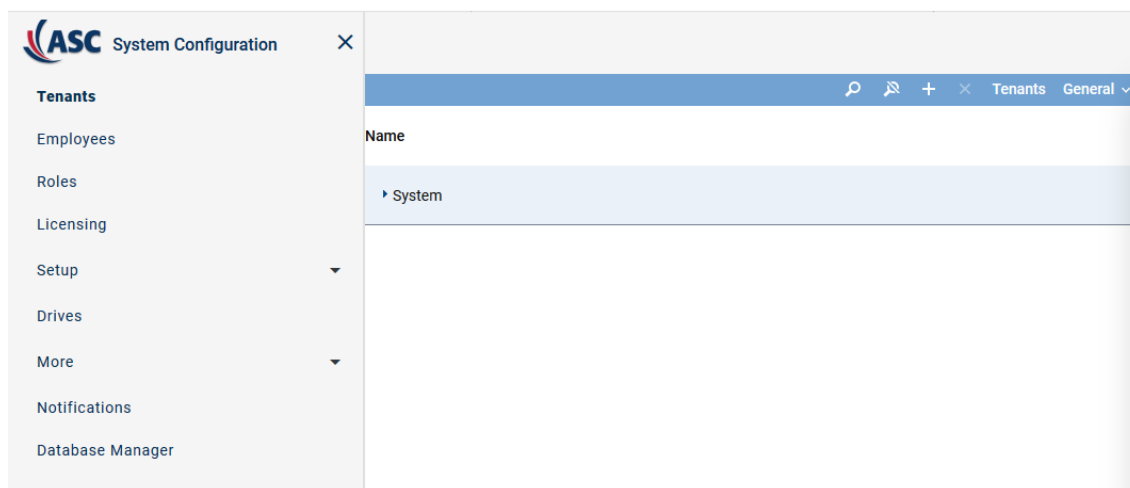 ASC System Configuration
Tenants
Employees
Roles
Licensing
Setup
Drives
More
Notifications
Database Manager
Tenants General
Name
System